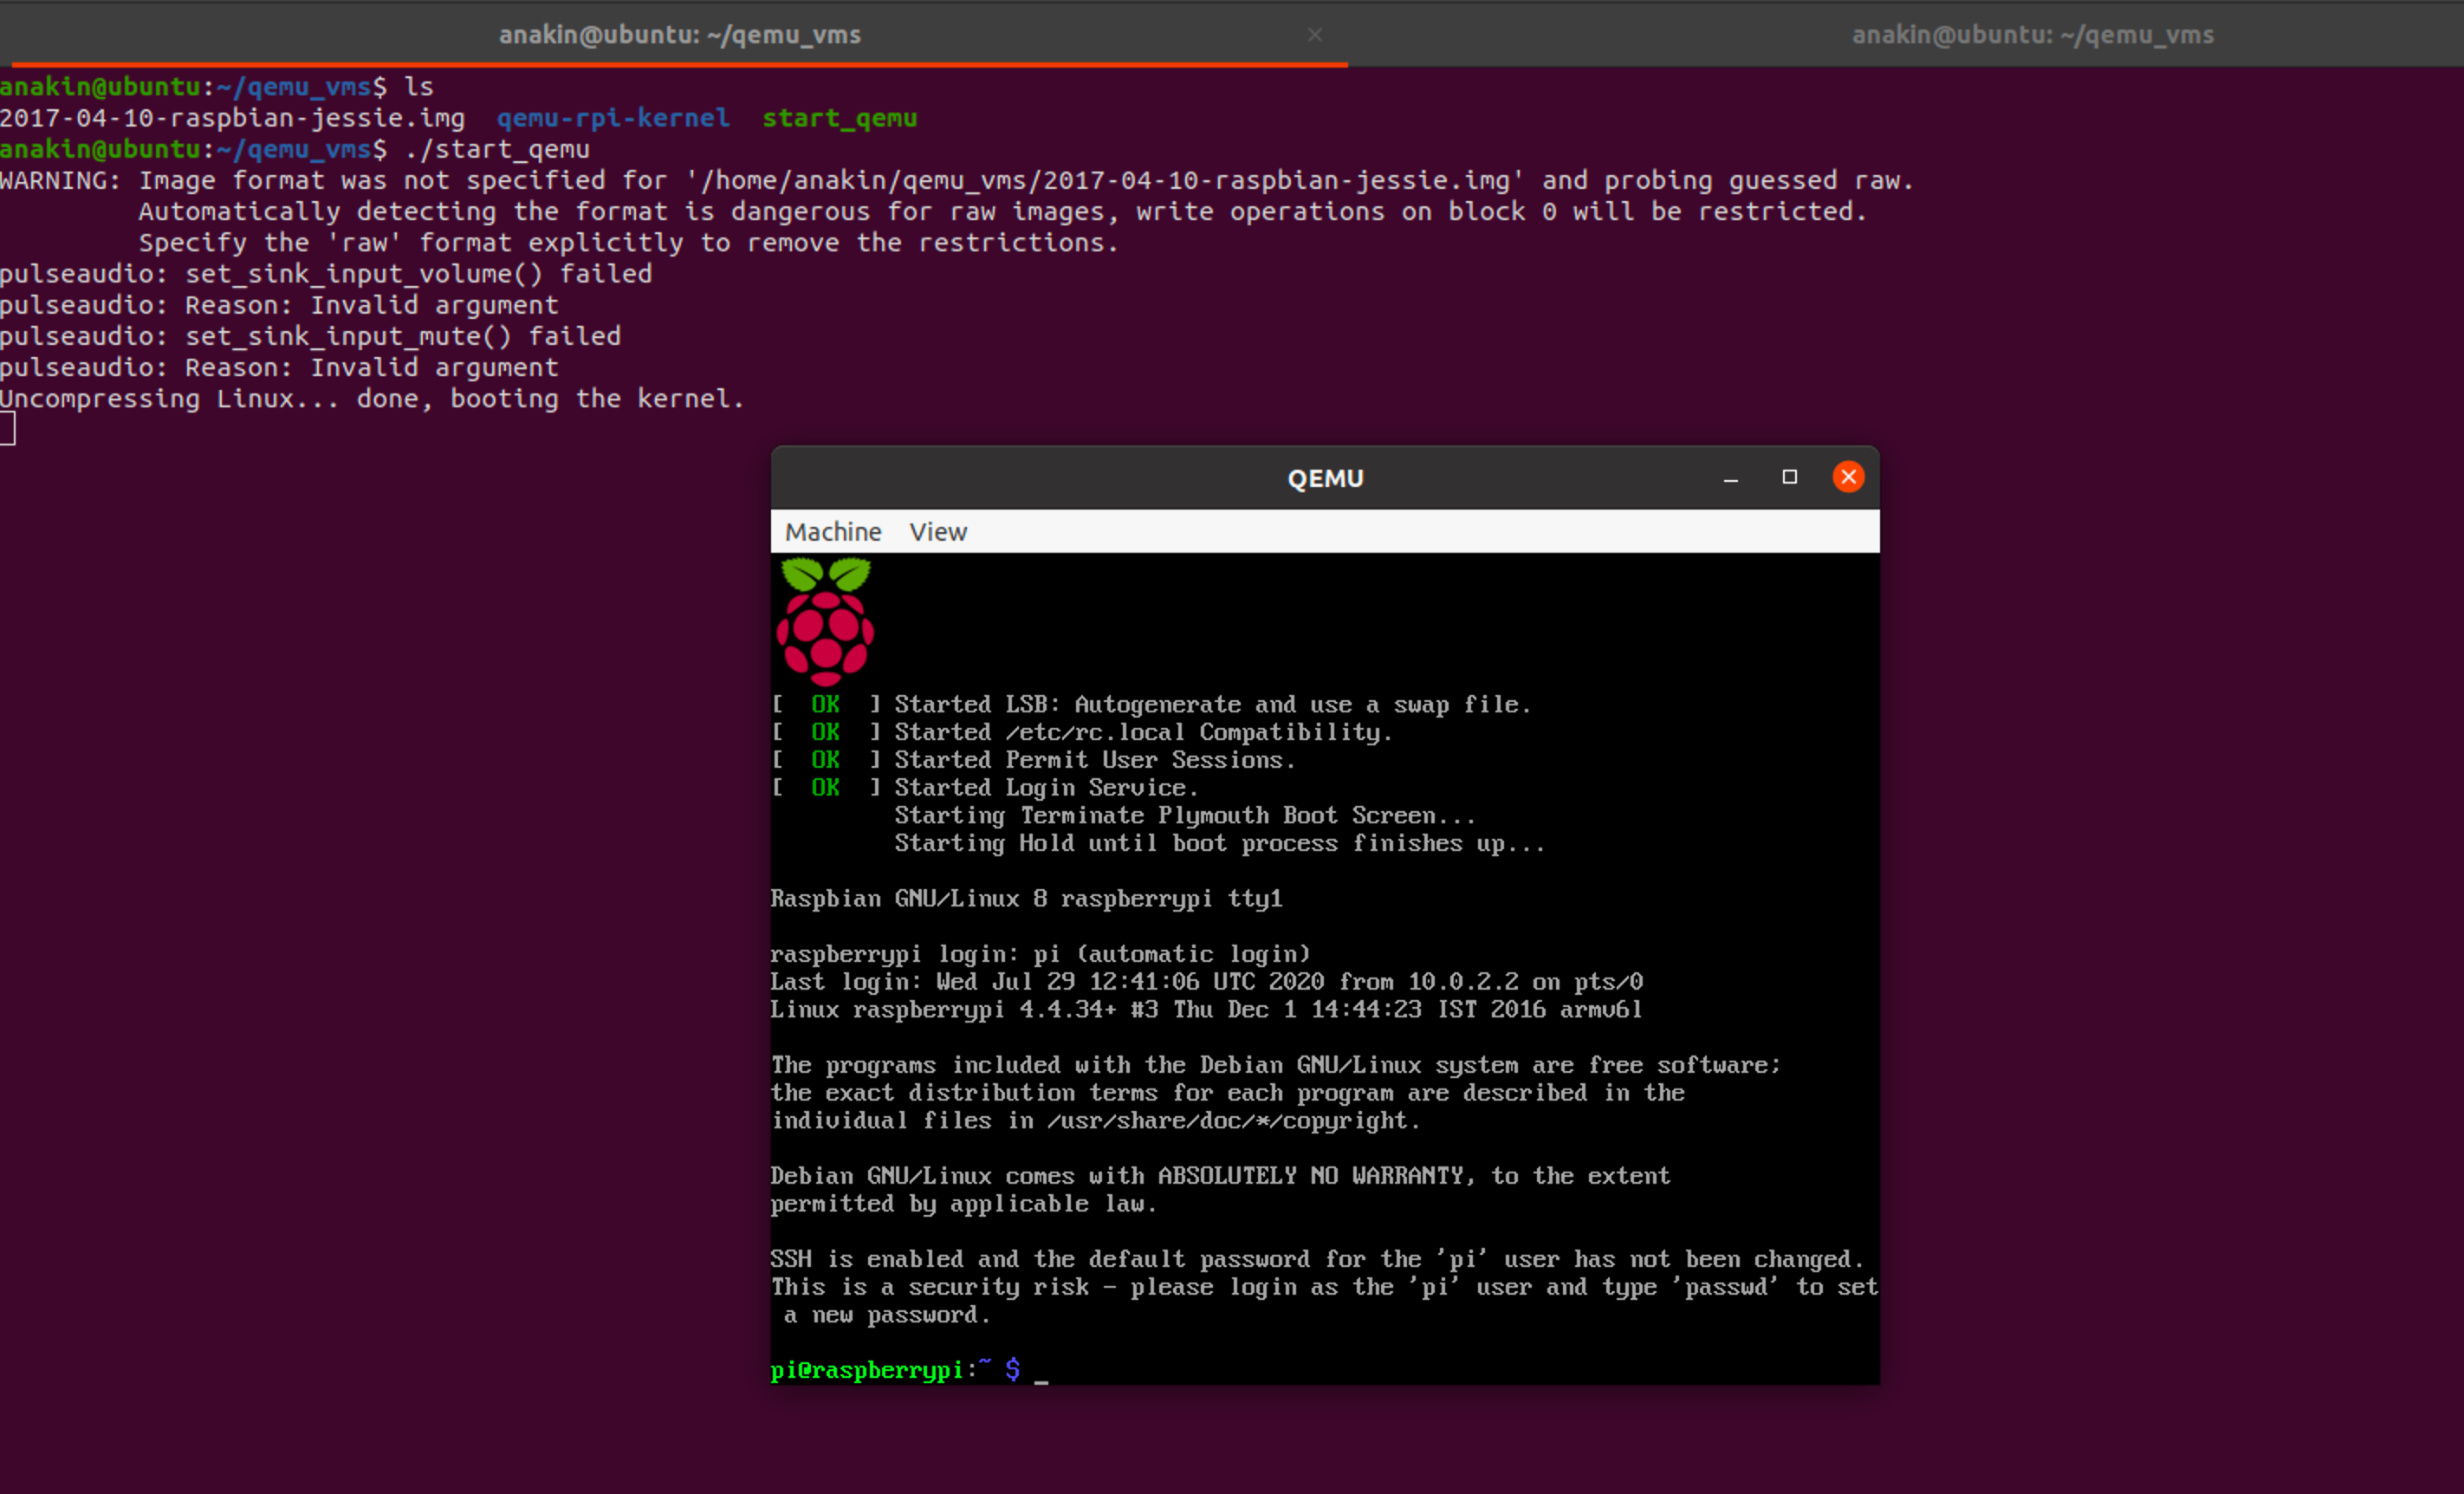 anakin@ubuntu: ~/qemu_vms
anakin@ubuntu: ~/qemu_vms
anakin@ubuntu:~/qemu_vms$ ls
2017-04-10-raspbian-jessie.img  qemu-rpi-kernel  start_qemu
anakin@ubuntu:~/qemu_vms$ ./start_qemu
WARNING: Image format was not specified for '/home/anakin/qemu_vms/2017-04-10-raspbian-jessie.img' and probing guessed raw.
         Automatically detecting the format is dangerous for raw images, write operations on block 0 will be restricted.
         Specify the 'raw' format explicitly to remove the restrictions.
pulseaudio: set_sink_input_volume() failed
pulseaudio: Reason: Invalid argument
pulseaudio: set_sink_input_mute() failed
pulseaudio: Reason: Invalid argument
Uncompressing Linux... done, booting the kernel.
QEMU
Machine  View
[  OK  ] Started LSB: Autogenerate and use a swap file.
[  OK  ] Started /etc/rc.local Compatibility.
[  OK  ] Started Permit User Sessions.
[  OK  ] Started Login Service.
         Starting Terminate Plymouth Boot Screen...
         Starting Hold until boot process finishes up...
Raspbian GNU/Linux 8 raspberrypi tty1
raspberrypi login: pi (automatic login)
Last login: Wed Jul 29 12:41:06 UTC 2020 from 10.0.2.2 on pts/0
Linux raspberrypi 4.4.34+ #3 Thu Dec 1 14:44:23 IST 2016 armv6l
The programs included with the Debian GNU/Linux system are free software;
the exact distribution terms for each program are described in the
individual files in /usr/share/doc/*/copyright.
Debian GNU/Linux comes with ABSOLUTELY NO WARRANTY, to the extent
permitted by applicable law.
SSH is enabled and the default password for the 'pi' user has not been changed.
This is a security risk - please login as the 'pi' user and type 'passwd' to set
 a new password.
pi@raspberrypi:~ $ _